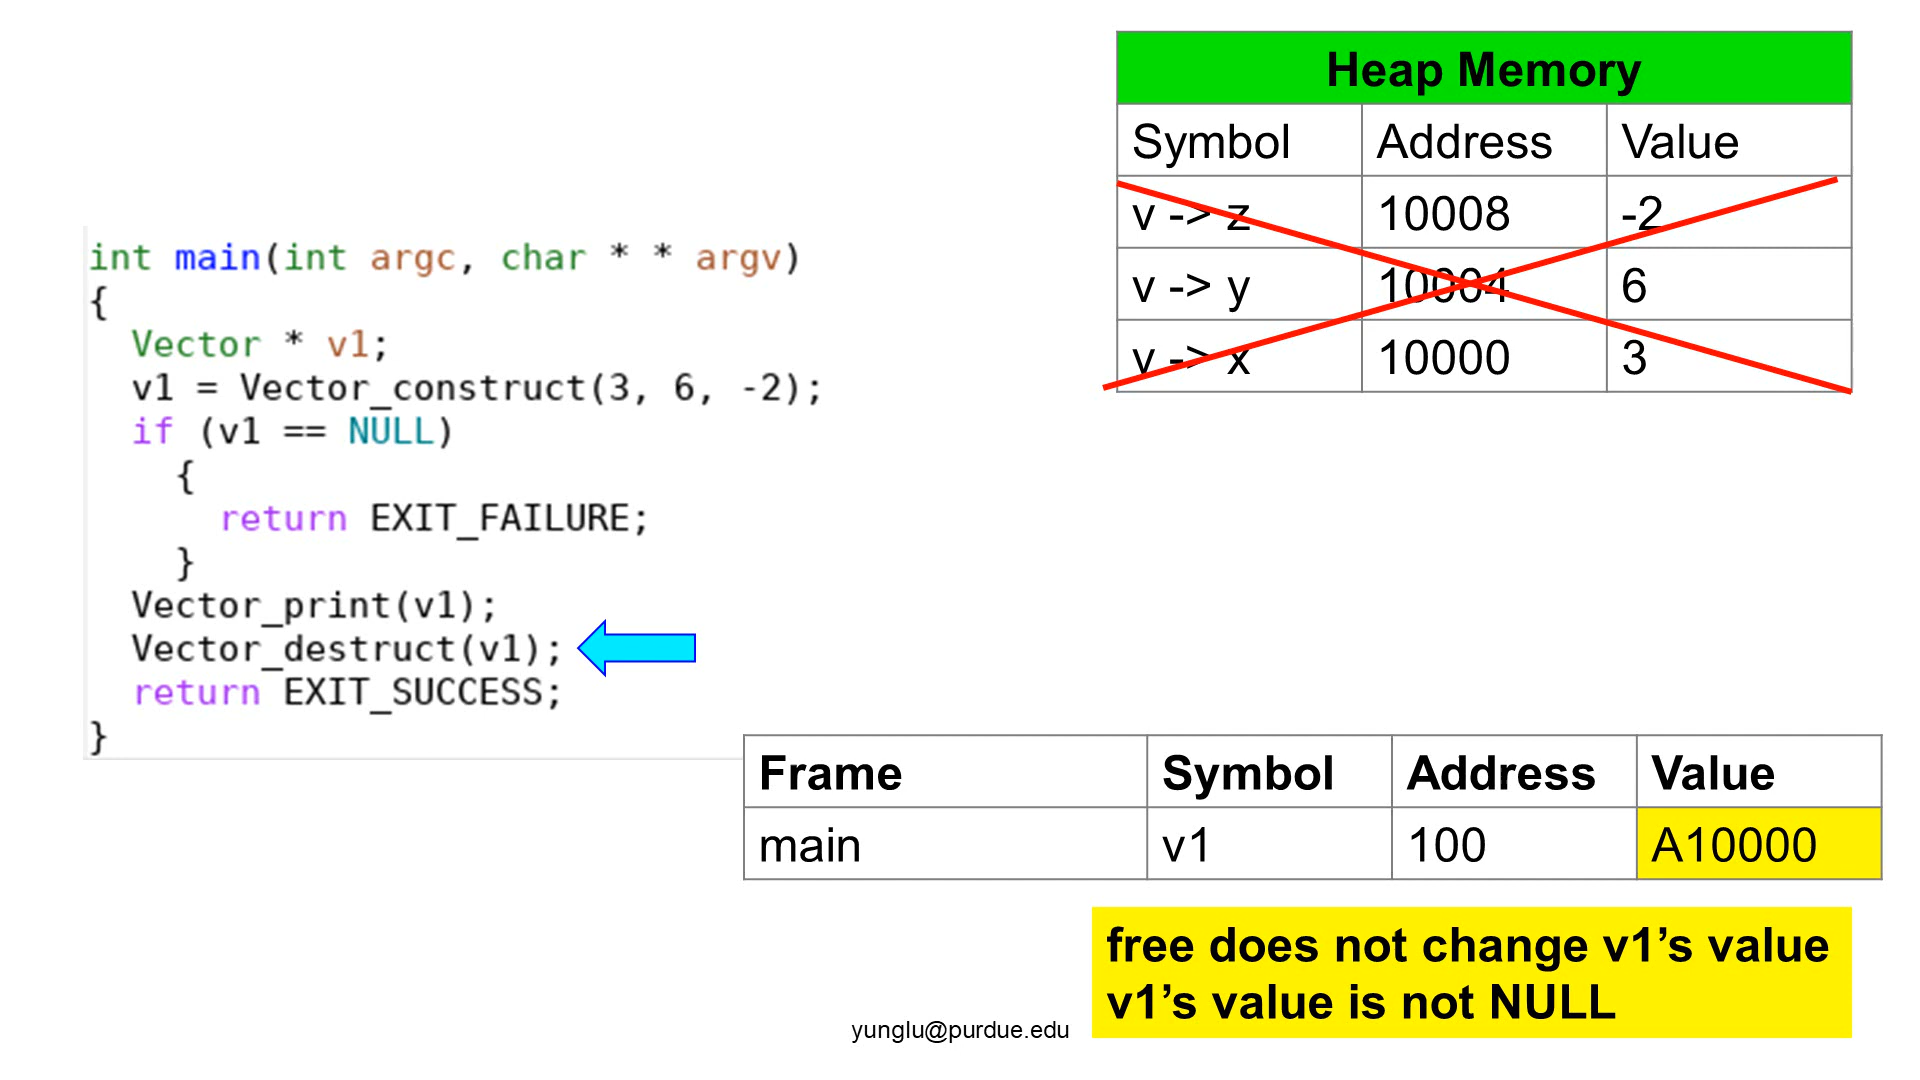 Heap Memory
Symbol Address Value
v -> z 10008 -2
v -> y 10004 6
v -> x 10000 3
int main(int argc, char * * argv)
{
Vector * v1;
v1 = Vector_construct(3, 6, -2);
if (v1 == NULL)
{
return EXIT_FAILURE;
}
Vector_print(v1);
Vector_destruct(v1);
return EXIT_SUCCESS;
}
Frame Symbol Address Value
main v1 100 A10000
free does not change v1’s value
v1’s value is not NULL
yunglu@purdue.edu